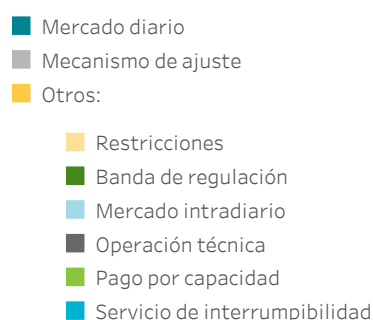 Mercado diario
Mecanismo de ajuste
Otros:
Restricciones
Banda de regulación
Mercado intradiario
Operación técnica
Pago por capacidad
Servicio de interrumpibilidad